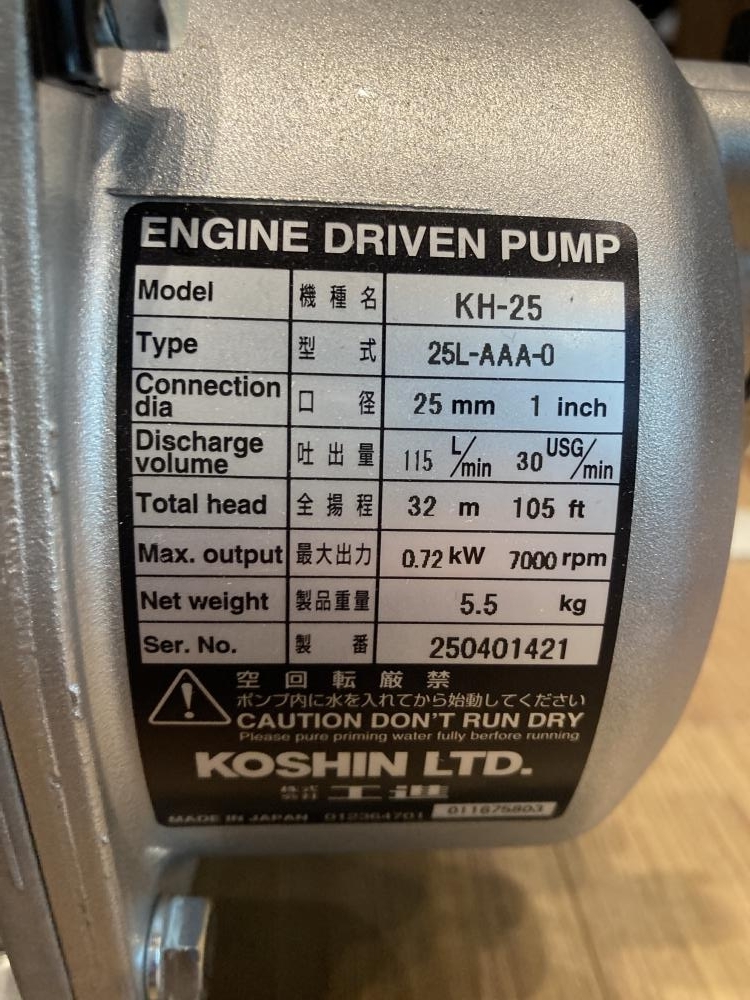 ENGINE DRIVEN PUMP
Model 機種名 KH-25
Type 型式 25L-AAA-0
Connection dia 口径 25 mm 1 inch
Discharge volume 吐出量 115 L/min 30 USG/min
Total head 全揚程 32 m 105 ft
Max. output 最大出力 0.72 kW 7000 rpm
Net weight 製品重量 5.5 kg
Ser. No. 製番 250401421
空回転厳禁
ポンプ内に水を入れてから始動してください
CAUTION DON'T RUN DRY
Please pure priming water fully berfore running
KOSHIN LTD.
株式会社 工進
MADE IN JAPAN 012364701 011675803